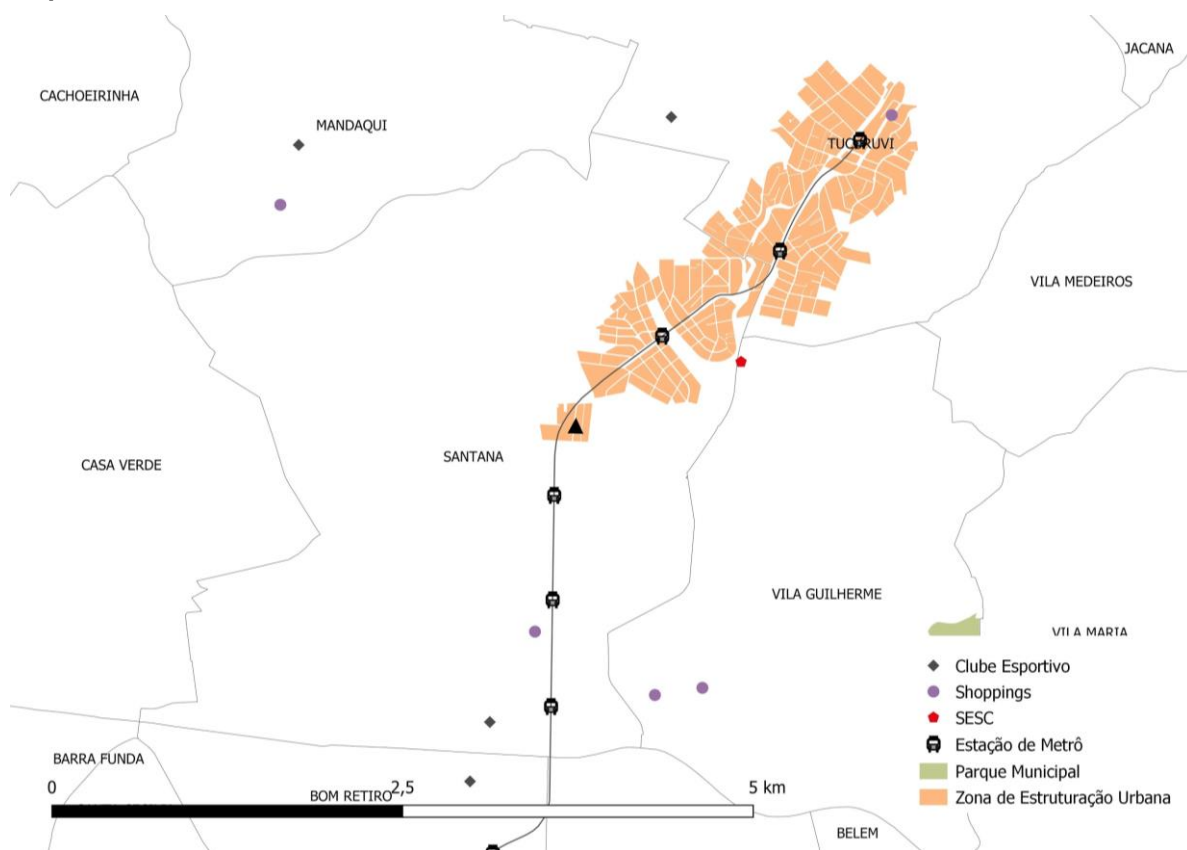 JACANA
CACHOEIRINHA
MANDAQUI
VILA MEDEIROS
SANTANA
CASA VERDE
VILA GUILHERME
VILA MARIA
Clube Esportivo
Shoppings
SESC
Estação de Metrô
Parque Municipal
Zona de Estruturação Urbana
BARRA FUNDA
0
2,5
5 km
BOM RETIRO
BELEM